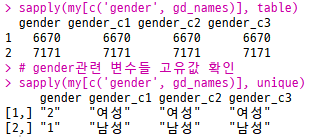 > sapply(my[c('gender', gd_names)], table)
gender gender_c1 gender_c2 gender_c3
1 6670 6670 6670 6670
2 7171 7171 7171 7171
> # gender관련 변수들 고유값 확인
> sapply(my[c('gender', gd_names)], unique)
gender gender_c1 gender_c2 gender_c3
[1,] "2" "여성" "여성" "여성"
[2,] "1" "남성" "남성" "남성"